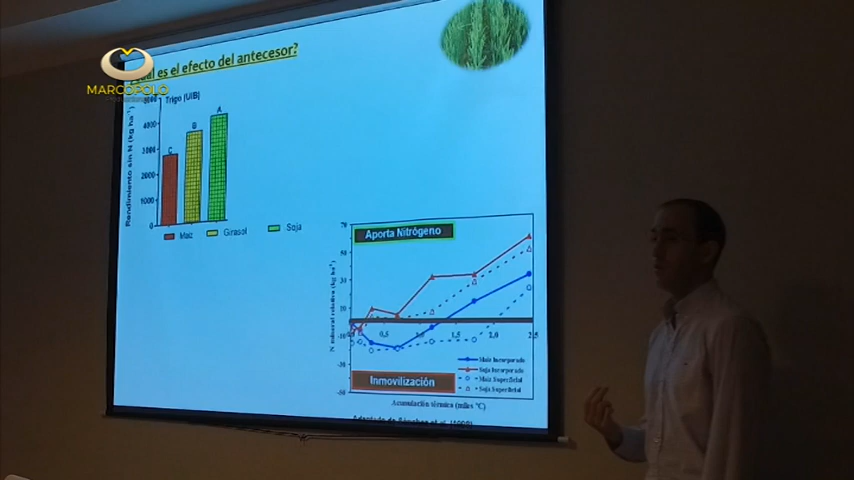 MARCOPOLO
es el efecto del antecesor?
Trigo (UIB)
Rendimiento sin N (kg ha⁻¹)
5000
4000
3000
2000
1000
0
C
B
A
Maíz
Girasol
Soja
Aporta Nitrógeno
N mineral relativo (kg ha⁻¹)
70
50
30
10
-10
-30
-50
0,5
1,0
1,5
2,0
2,5
Maíz Incorporado
Soja Incorporado
Maíz Superficial
Soja Superficial
Inmovilización
Acumulación térmica (miles °C)